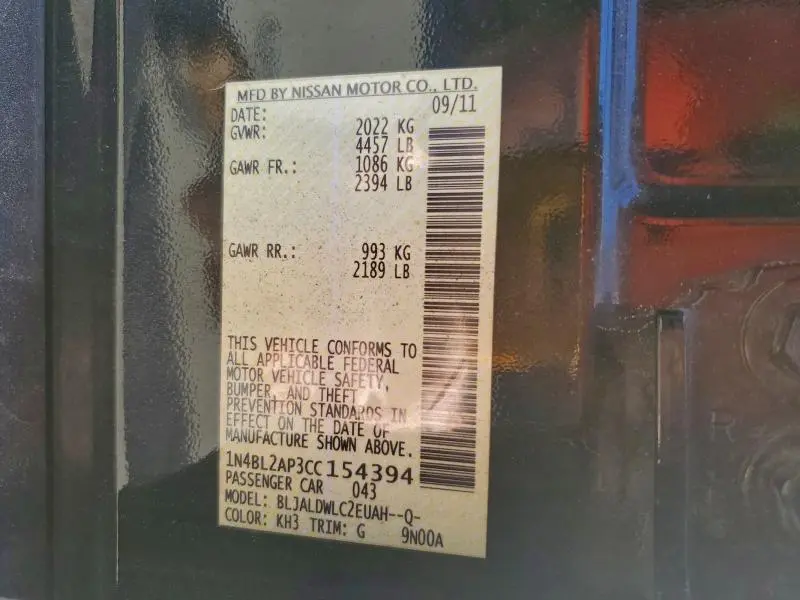 MFD BY NISSAN MOTOR CO., LTD.
DATE: 09/11
GVWR: 2022 KG
4457 LB
GAWR FR.: 1086 KG
2394 LB
GAWR RR.: 993 KG
2189 LB
THIS VEHICLE CONFORMS TO
ALL APPLICABLE FEDERAL
MOTOR VEHICLE SAFETY,
BUMPER, AND THEFT
PREVENTION STANDARDS IN
EFFECT ON THE DATE OF
MANUFACTURE SHOWN ABOVE.
1N4BL2AP3CC154394
PASSENGER CAR 043
MODEL: BLJALDWLC2EUAH--Q-
COLOR: KH3 TRIM: G 9N00A